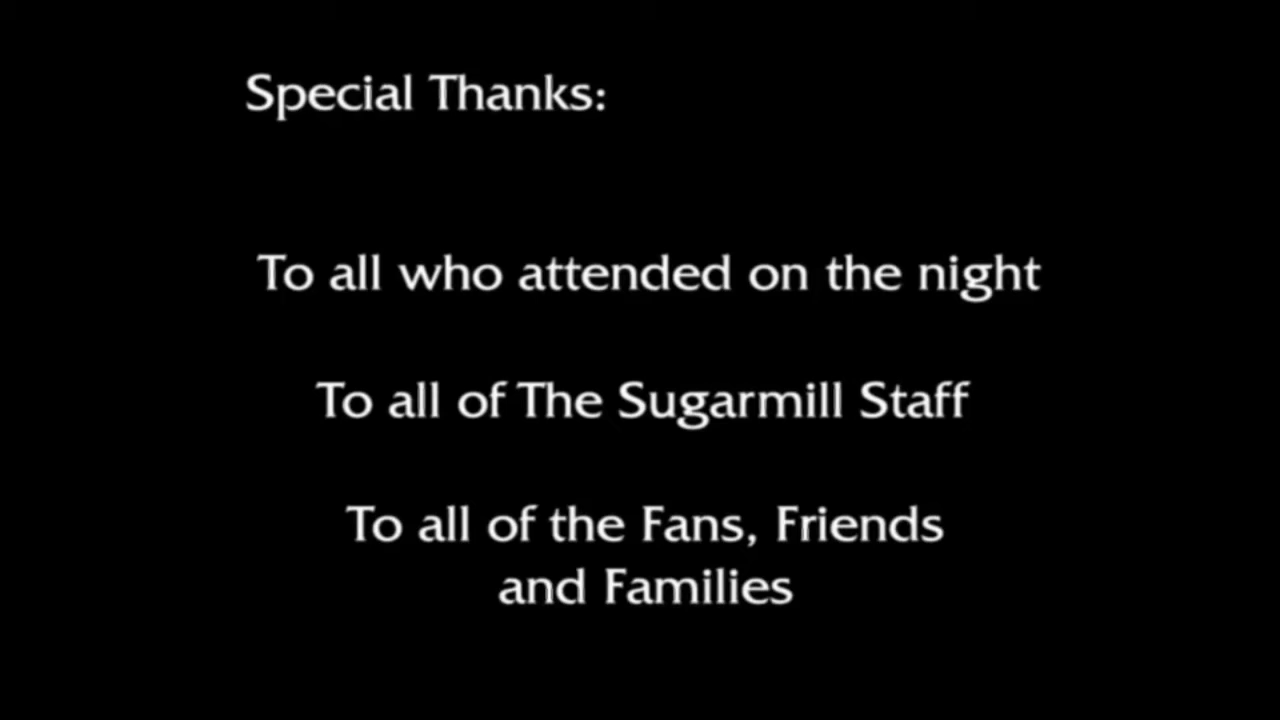 Special Thanks:
To all who attended on the night
To all of The Sugarmill Staff
To all of the Fans, Friends
and Families